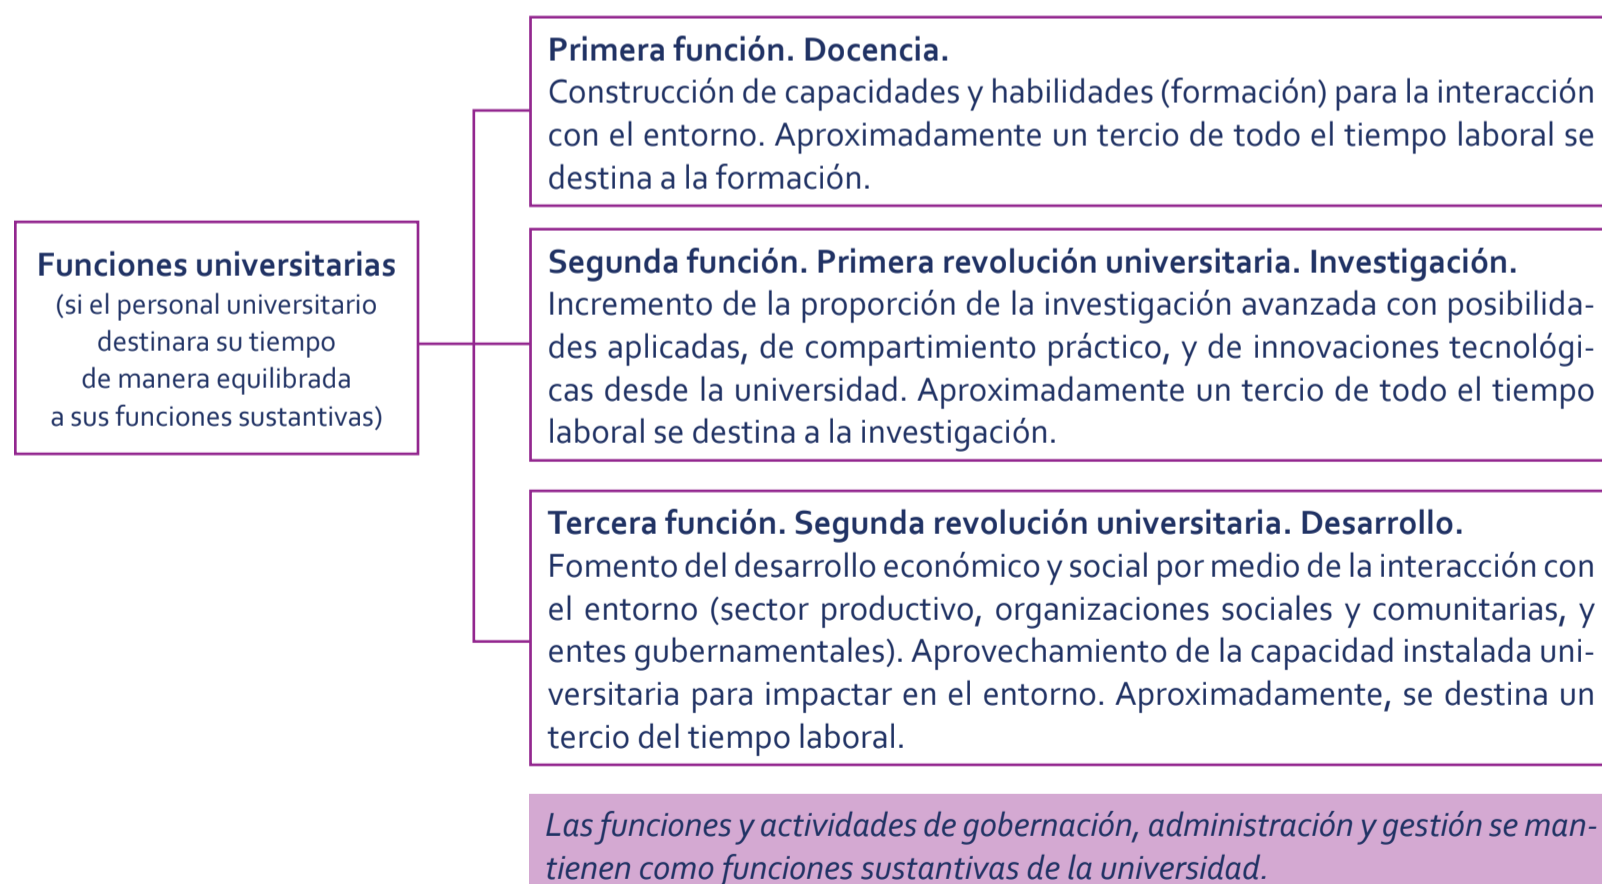 Funciones universitarias
(si el personal universitario
destinara su tiempo
de manera equilibrada
a sus funciones sustantivas)
Primera función. Docencia.
Construcción de capacidades y habilidades (formación) para la interacción
con el entorno. Aproximadamente un tercio de todo el tiempo laboral se
destina a la formación.
Segunda función. Primera revolución universitaria. Investigación.
Incremento de la proporción de la investigación avanzada con posibilida-
des aplicadas, de compartimiento práctico, y de innovaciones tecnológi-
cas desde la universidad. Aproximadamente un tercio de todo el tiempo
laboral se destina a la investigación.
Tercera función. Segunda revolución universitaria. Desarrollo.
Fomento del desarrollo económico y social por medio de la interacción con
el entorno (sector productivo, organizaciones sociales y comunitarias, y
entes gubernamentales). Aprovechamiento de la capacidad instalada uni-
versitaria para impactar en el entorno. Aproximadamente, se destina un
tercio del tiempo laboral.
Las funciones y actividades de gobernación, administración y gestión se man-
tienen como funciones sustantivas de la universidad.